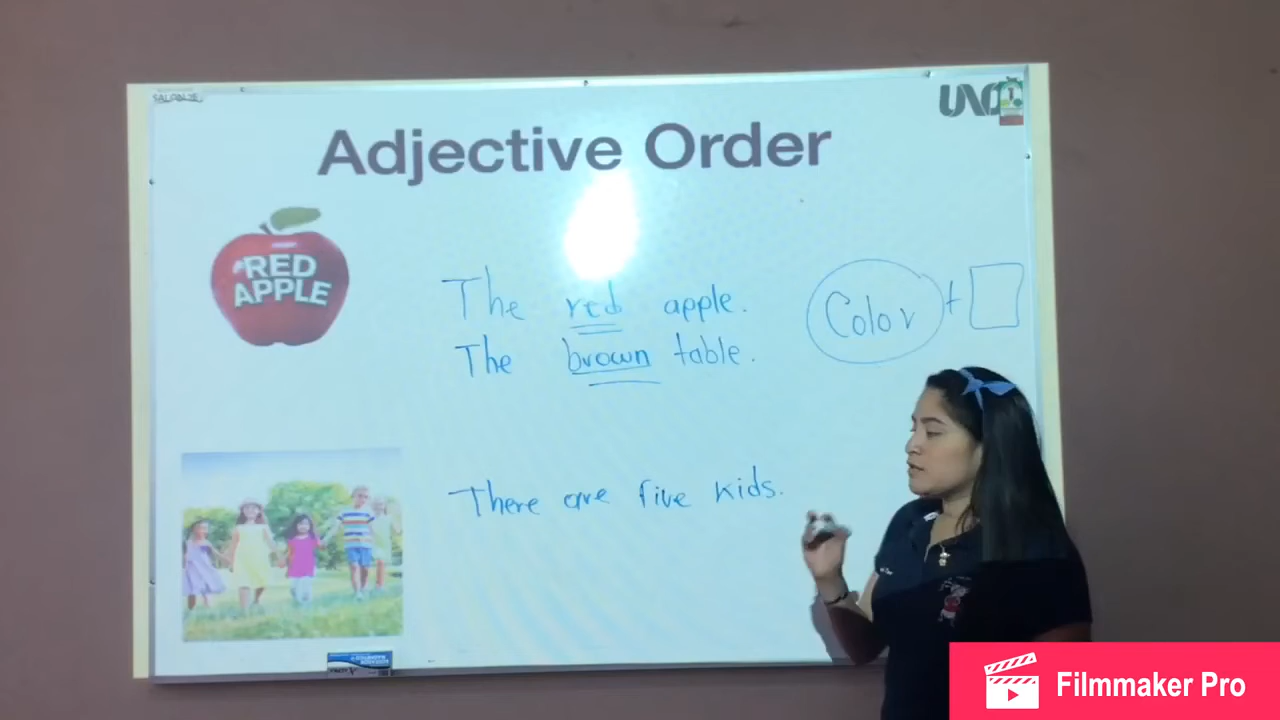 UNO
Adjective Order
RED
APPLE
The red apple.
The brown table.
Color +
There are five kids.
Filmmaker Pro